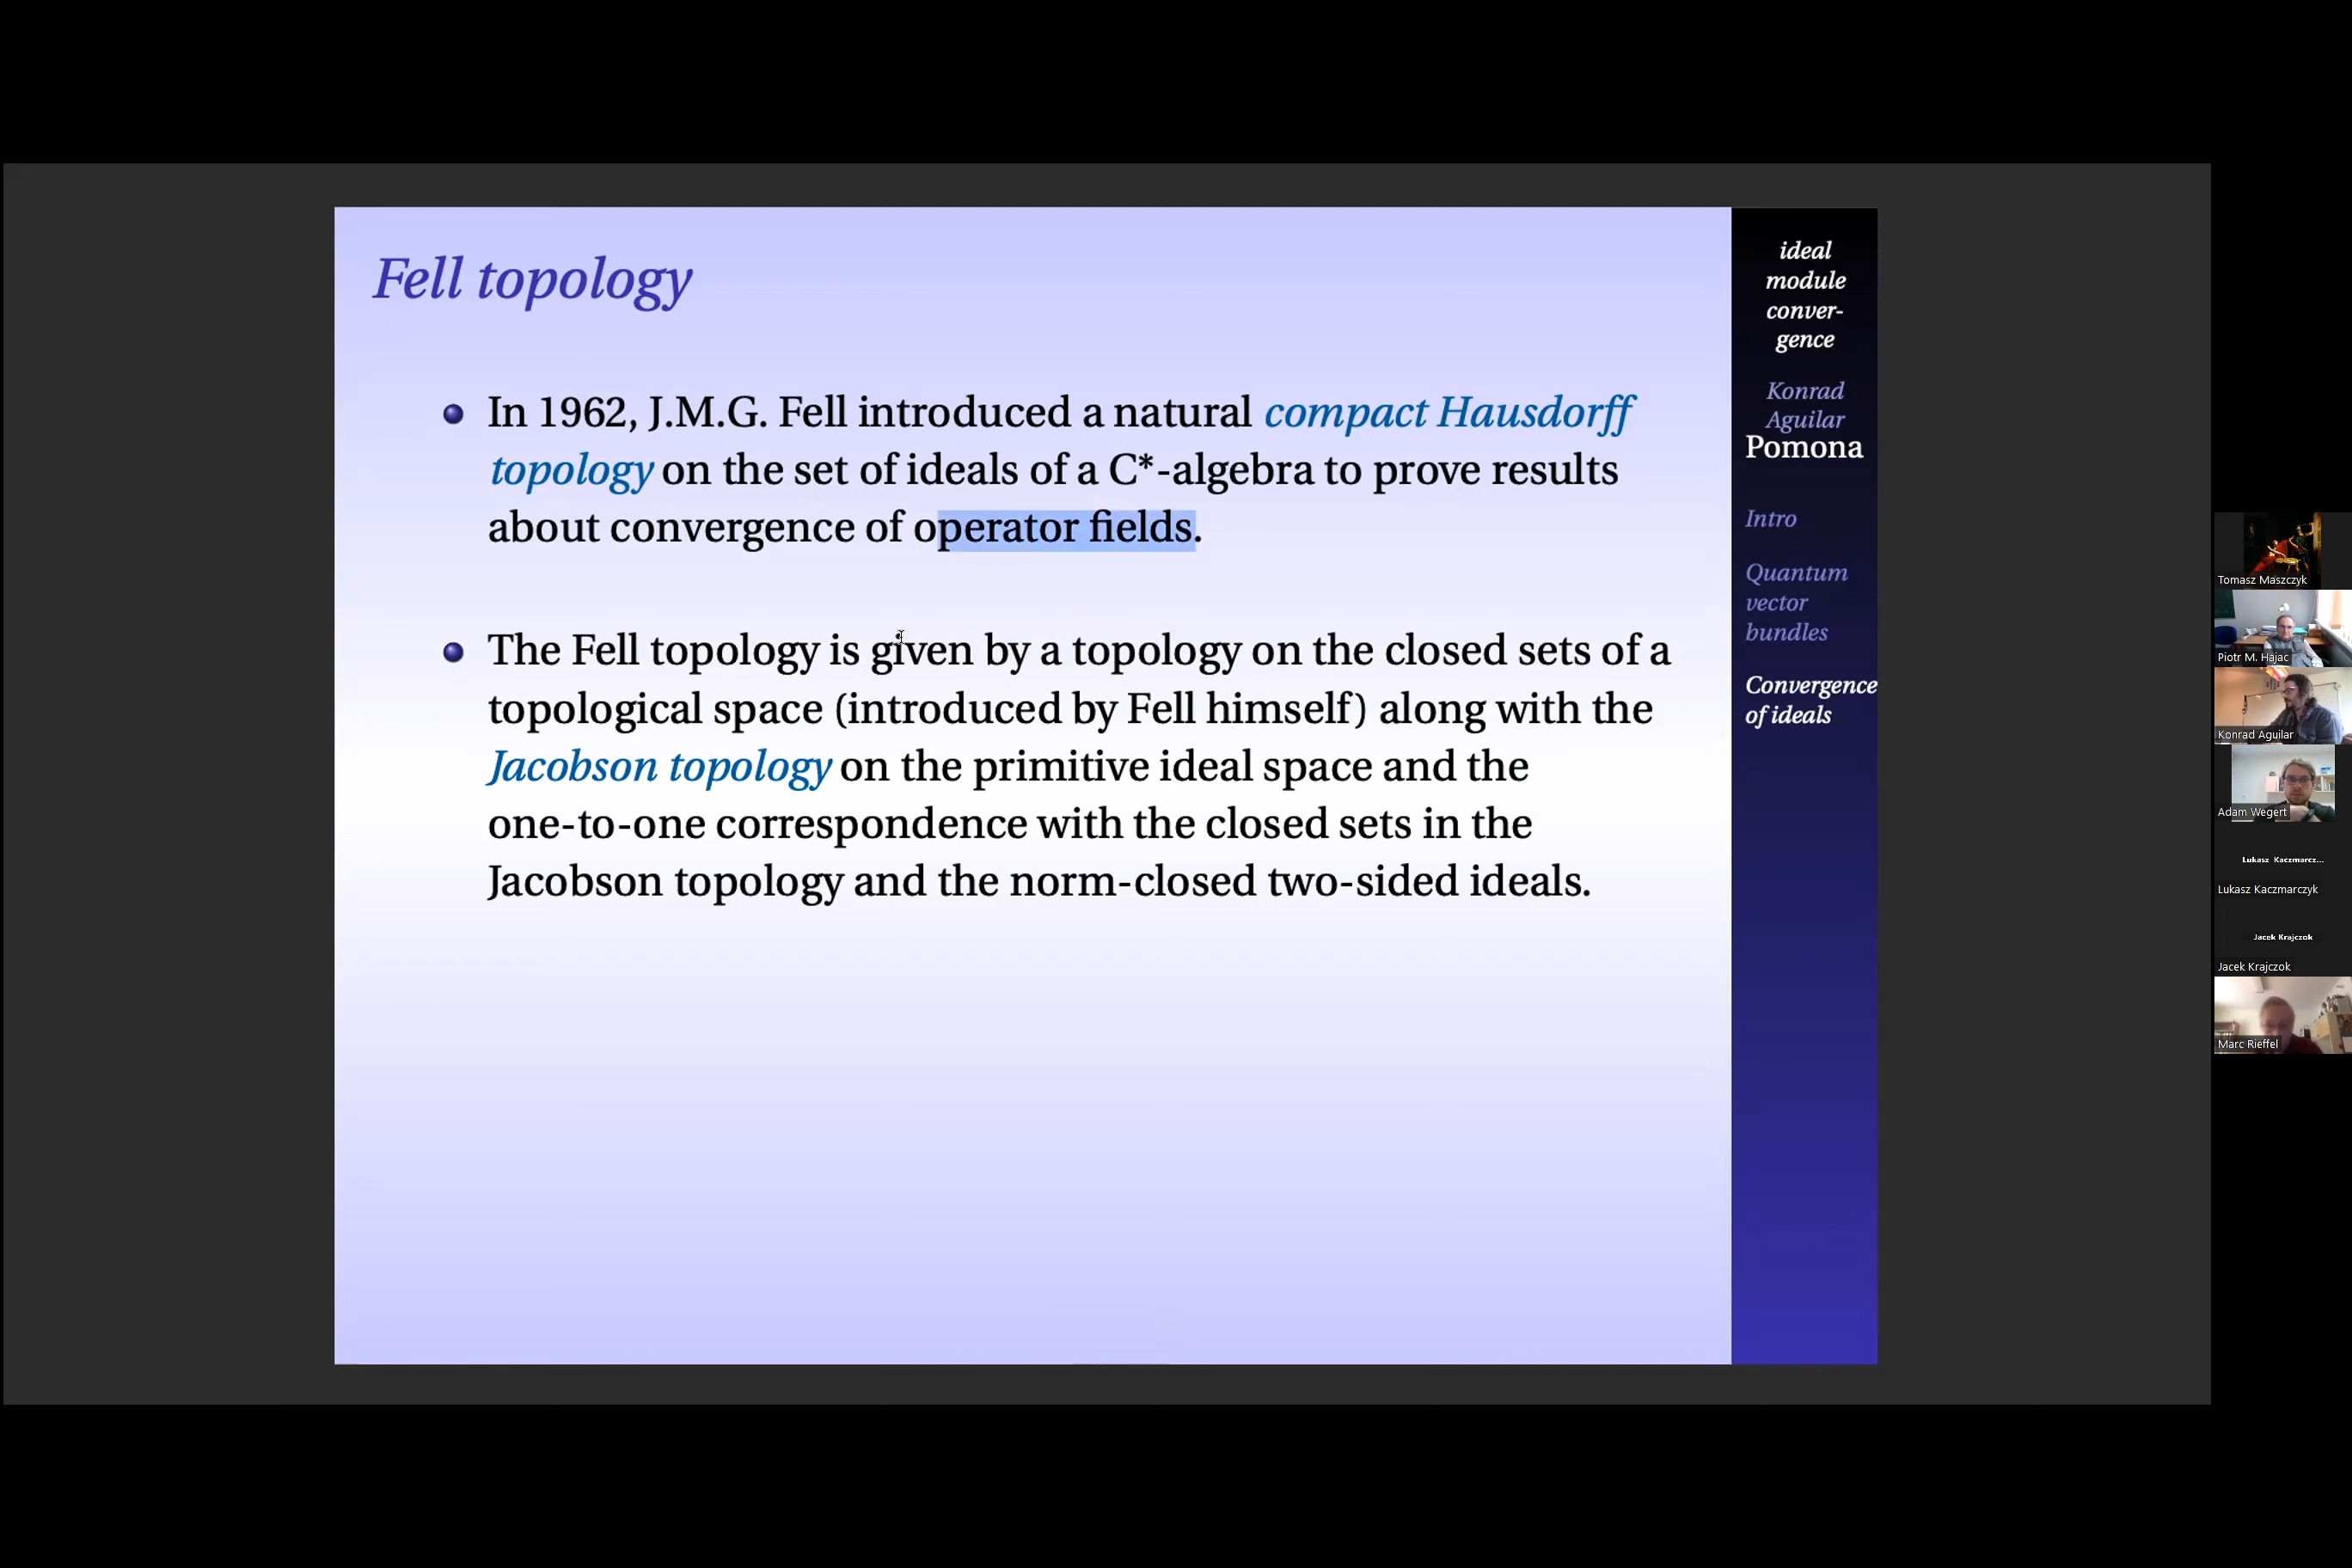 Fell topology
In 1962, J.M.G. Fell introduced a natural compact Hausdorff
topology on the set of ideals of a C*-algebra to prove results
about convergence of operator fields.
The Fell topology is given by a topology on the closed sets of a
topological space (introduced by Fell himself) along with the
Jacobson topology on the primitive ideal space and the
one-to-one correspondence with the closed sets in the
Jacobson topology and the norm-closed two-sided ideals.
ideal
module
conver-
gence
Konrad
Aguilar
Pomona
Intro
Quantum
vector
bundles
Convergence
of ideals
Tomasz Maszczyk
Piotr M. Hajac
Konrad Aguilar
Adam Wegert
Lukasz Kaczmarcz...
Lukasz Kaczmarczyk
Jacek Krajczok
Jacek Krajczok
Marc Rieffel